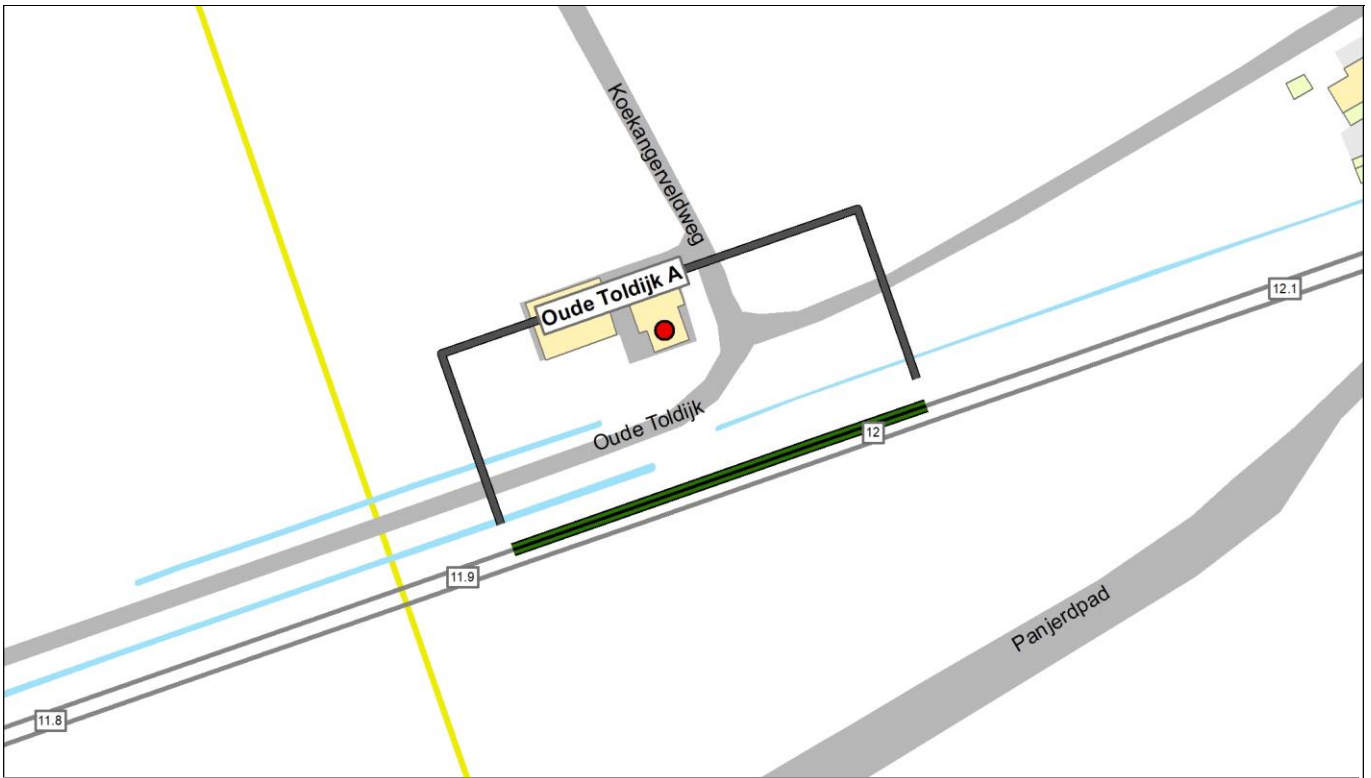 Koekangerveldweg
Oude Toldijk A
12.1
Oude Toldijk
12
11.9
Panjerdpad
11.8